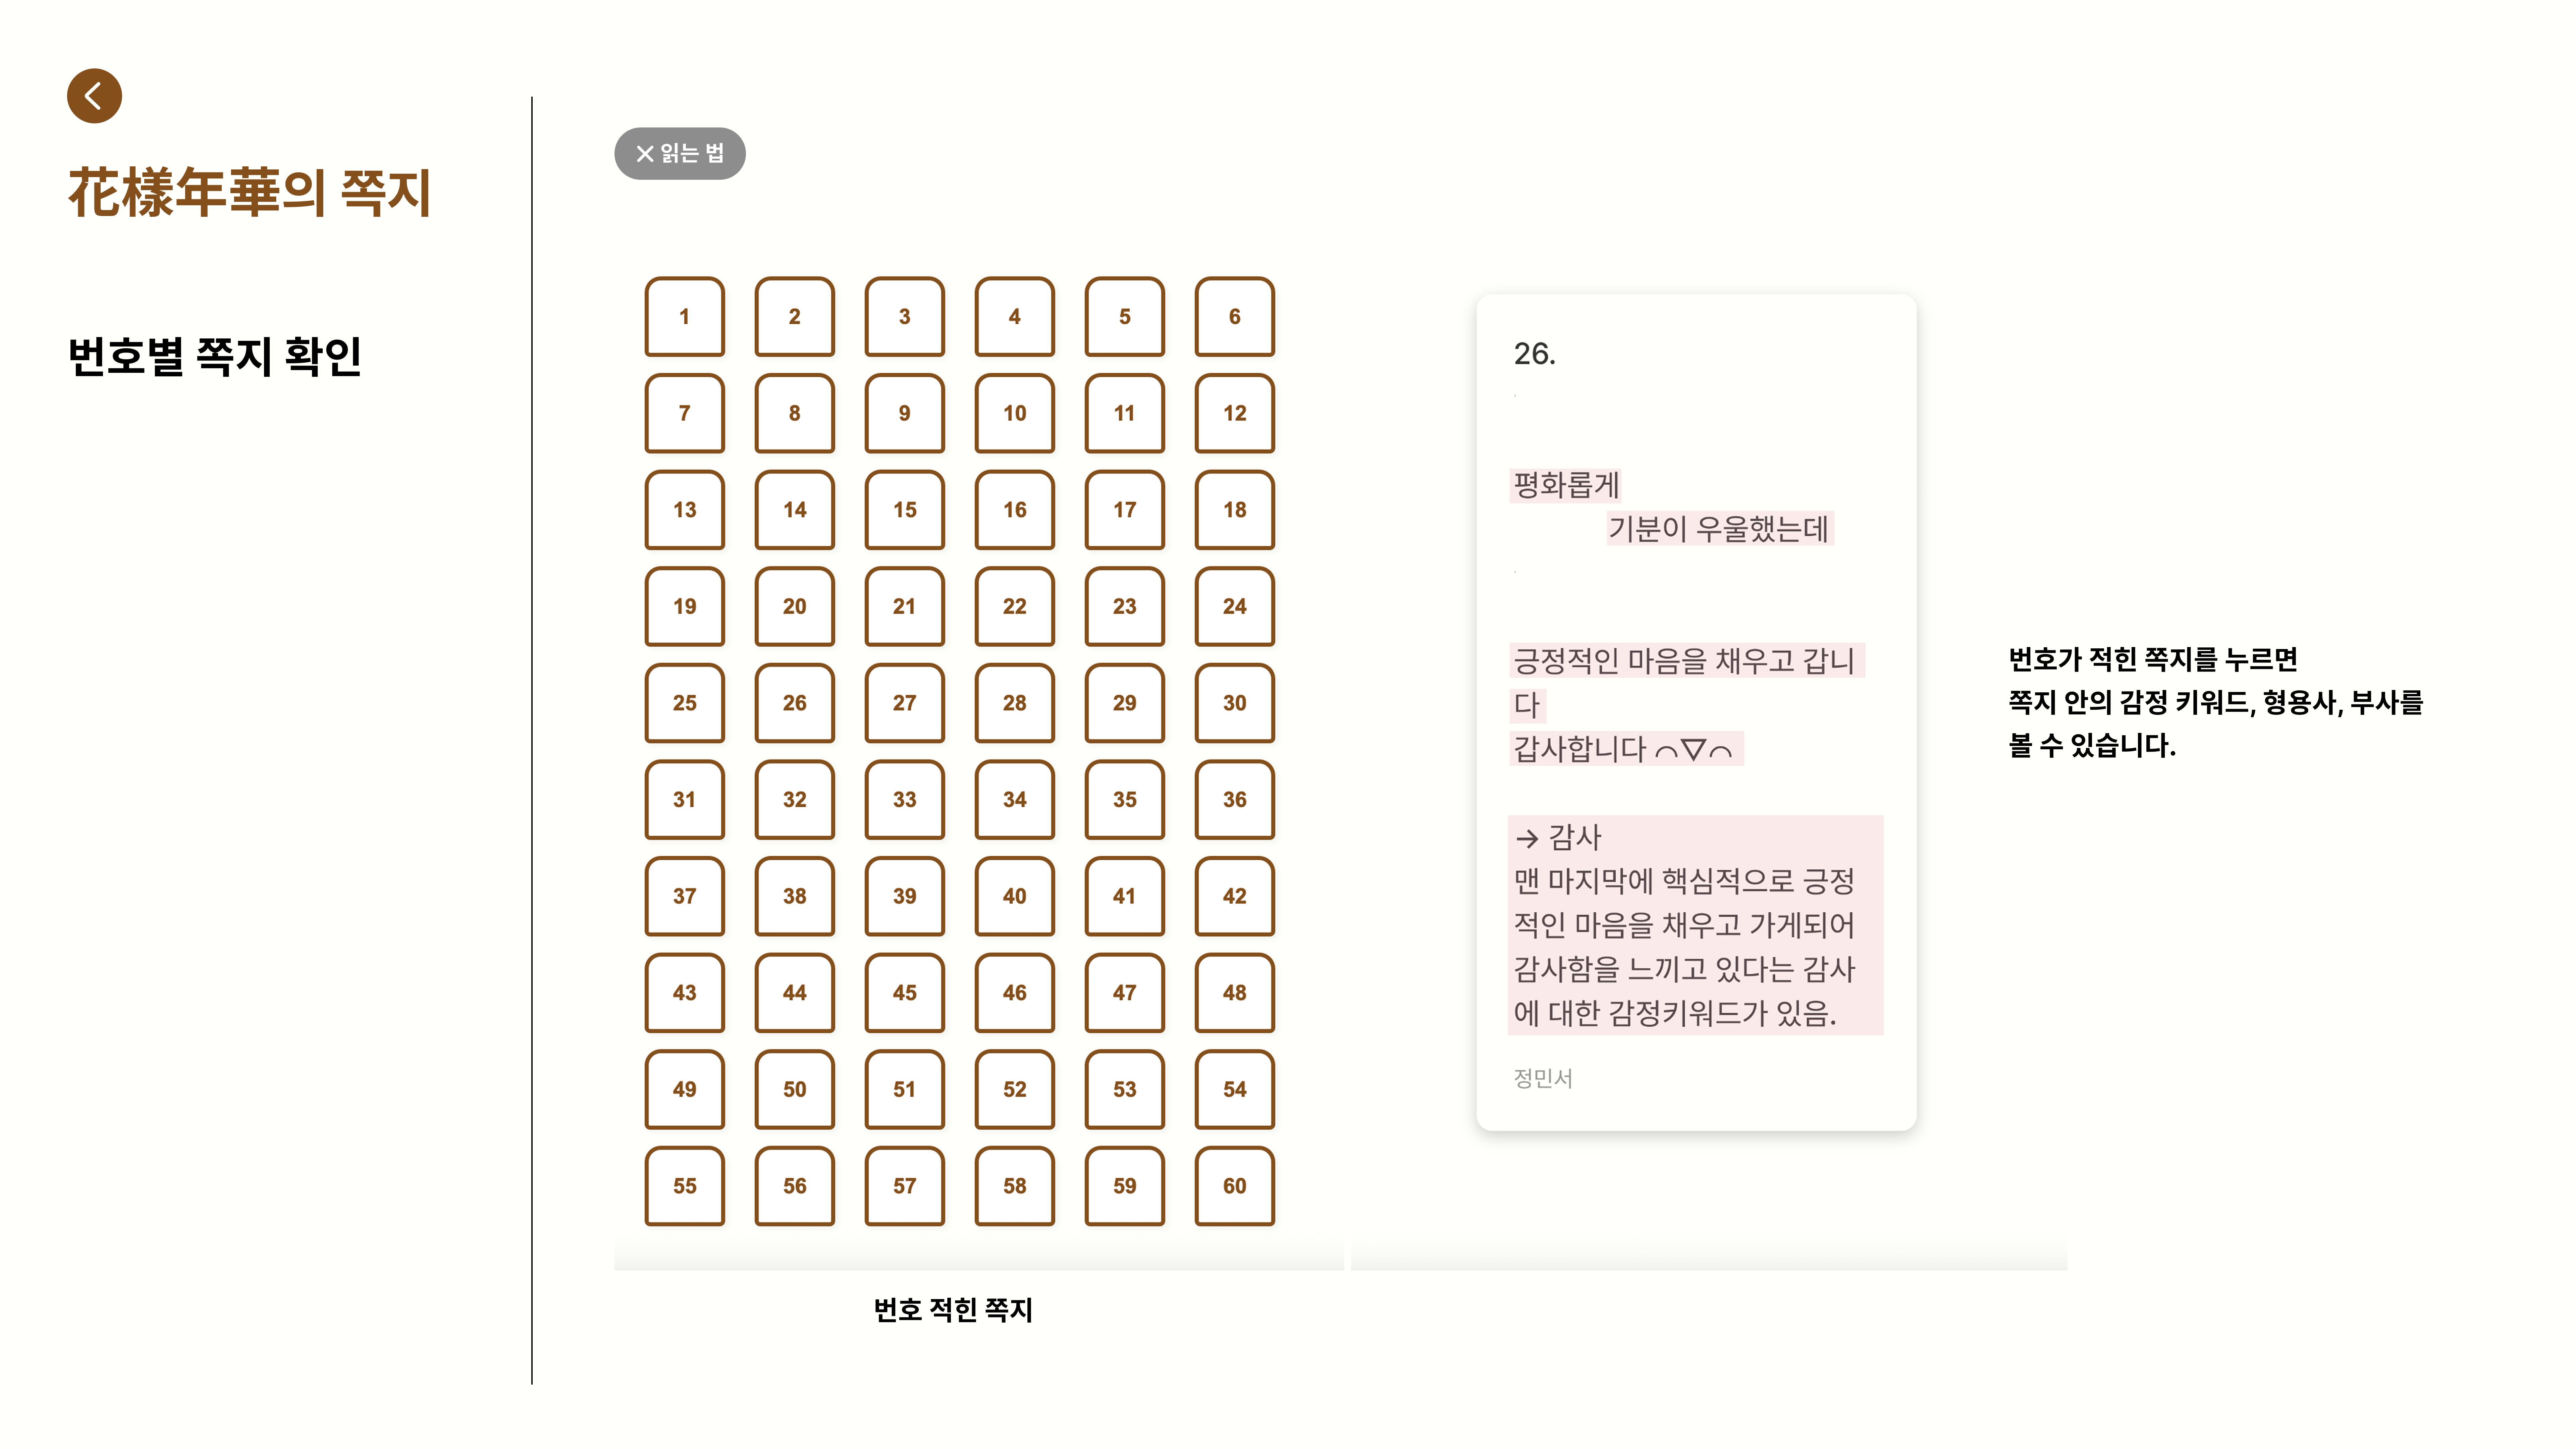 花樣年華의 쪽지
번호별 쪽지 확인
× 읽는 법
1 2 3 4 5 6
7 8 9 10 11 12
13 14 15 16 17 18
19 20 21 22 23 24
25 26 27 28 29 30
31 32 33 34 35 36
37 38 39 40 41 42
43 44 45 46 47 48
49 50 51 52 53 54
55 56 57 58 59 60
번호 적힌 쪽지
26.
.
평화롭게
기분이 우울했는데
.
긍정적인 마음을 채우고 갑니
다
갑사합니다 ⌒▽⌒
→ 감사
맨 마지막에 핵심적으로 긍정
적인 마음을 채우고 가게되어
감사함을 느끼고 있다는 감사
에 대한 감정키워드가 있음.
정민서
번호가 적힌 쪽지를 누르면
쪽지 안의 감정 키워드, 형용사, 부사를
볼 수 있습니다.